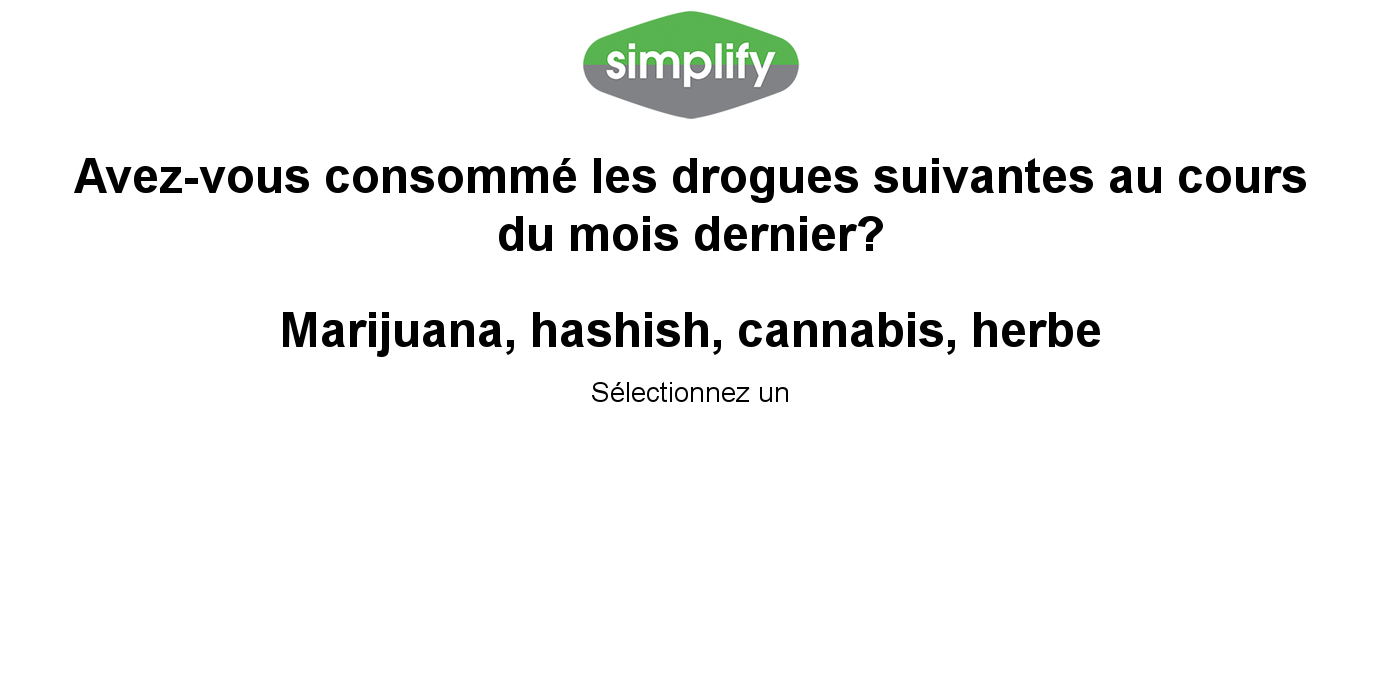 simplify
Avez-vous consommé les drogues suivantes au cours
du mois dernier?
Marijuana, hashish, cannabis, herbe
Sélectionnez un